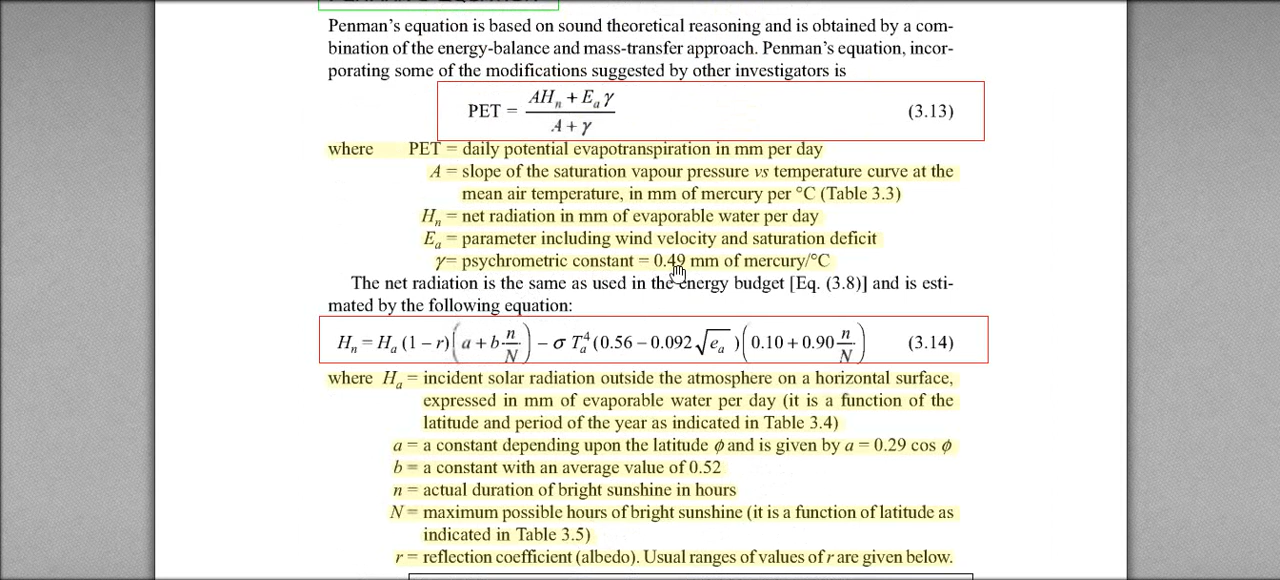 Penman's equation is based on sound theoretical reasoning and is obtained by a com-
bination of the energy-balance and mass-transfer approach. Penman's equation, incor-
porating some of the modifications suggested by other investigators is
PET = (AHₙ + Eₐ γ) / (A + γ) (3.13)
where PET = daily potential evapotranspiration in mm per day
A = slope of the saturation vapour pressure vs temperature curve at the
mean air temperature, in mm of mercury per °C (Table 3.3)
Hₙ = net radiation in mm of evaporable water per day
Eₐ = parameter including wind velocity and saturation deficit
γ = psychrometric constant = 0.49 mm of mercury/°C
The net radiation is the same as used in the energy budget [Eq. (3.8)] and is esti-
mated by the following equation:
Hₙ = Hₐ (1 – r) (a + b n/N) – σ Tₐ⁴ (0.56 – 0.092 √eₐ) (0.10 + 0.90 n/N) (3.14)
where Hₐ = incident solar radiation outside the atmosphere on a horizontal surface,
expressed in mm of evaporable water per day (it is a function of the
latitude and period of the year as indicated in Table 3.4)
a = a constant depending upon the latitude ϕ and is given by a = 0.29 cos ϕ
b = a constant with an average value of 0.52
n = actual duration of bright sunshine in hours
N = maximum possible hours of bright sunshine (it is a function of latitude as
indicated in Table 3.5)
r = reflection coefficient (albedo). Usual ranges of values of r are given below.